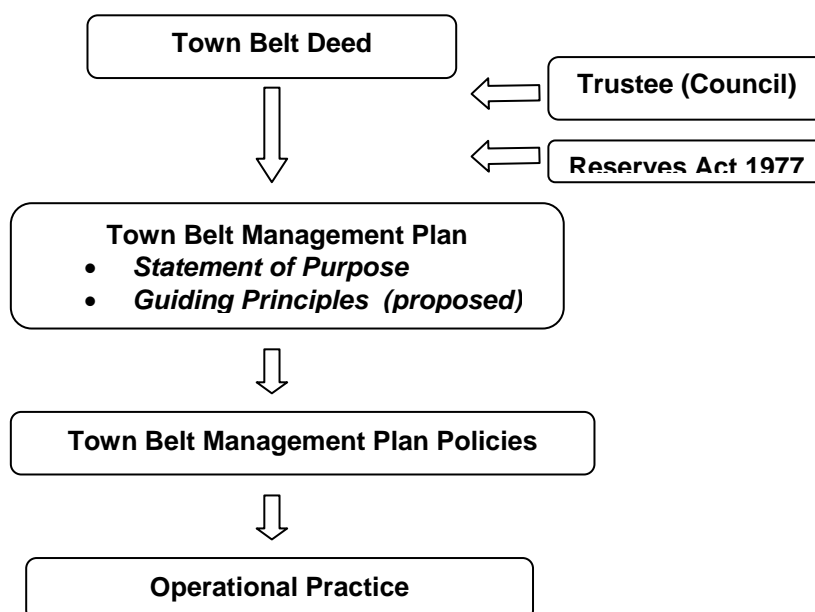 Town Belt Deed
Trustee (Council)
Reserves Act 1977
Town Belt Management Plan
• Statement of Purpose
• Guiding Principles (proposed)
Town Belt Management Plan Policies
Operational Practice